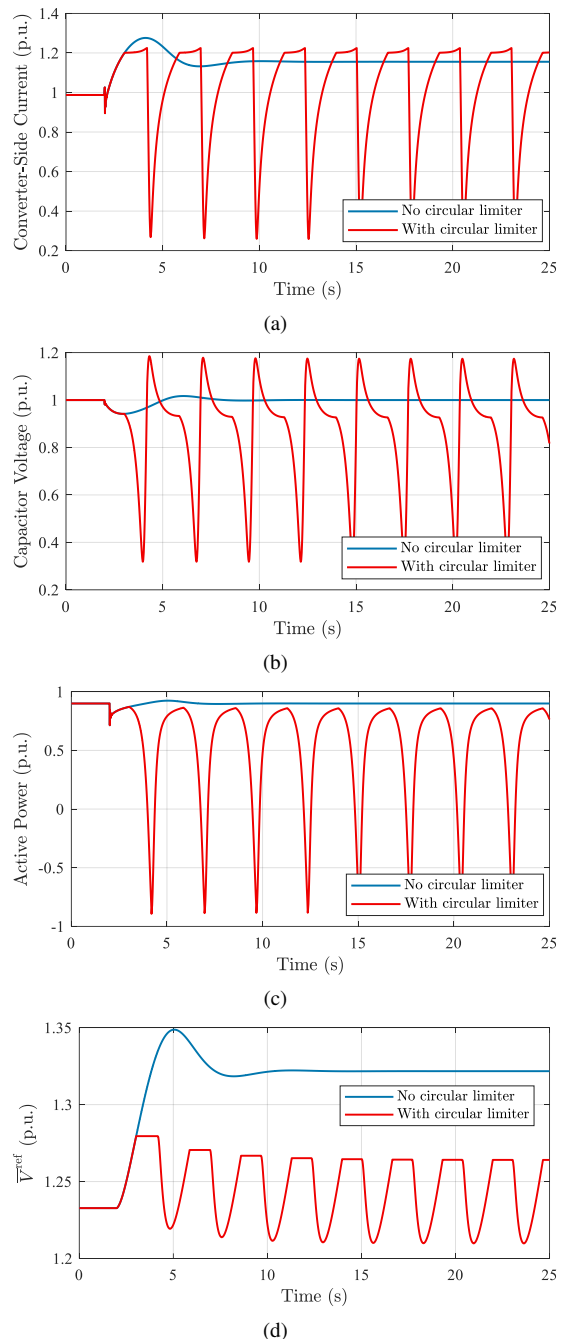 Converter-Side Current (p.u.)
1.4
1.2
1
0.8
0.6
0.4
0.2
No circular limiter
With circular limiter
0 5 10 15 20 25
Time (s)
(a)
Capacitor Voltage (p.u.)
1.2
1
0.8
0.6
0.4
0.2
No circular limiter
With circular limiter
0 5 10 15 20 25
Time (s)
(b)
Active Power (p.u.)
1
0.5
0
-0.5
-1
No circular limiter
With circular limiter
0 5 10 15 20 25
Time (s)
(c)
V̅^ref (p.u.)
1.35
1.3
1.25
1.2
No circular limiter
With circular limiter
0 5 10 15 20 25
Time (s)
(d)